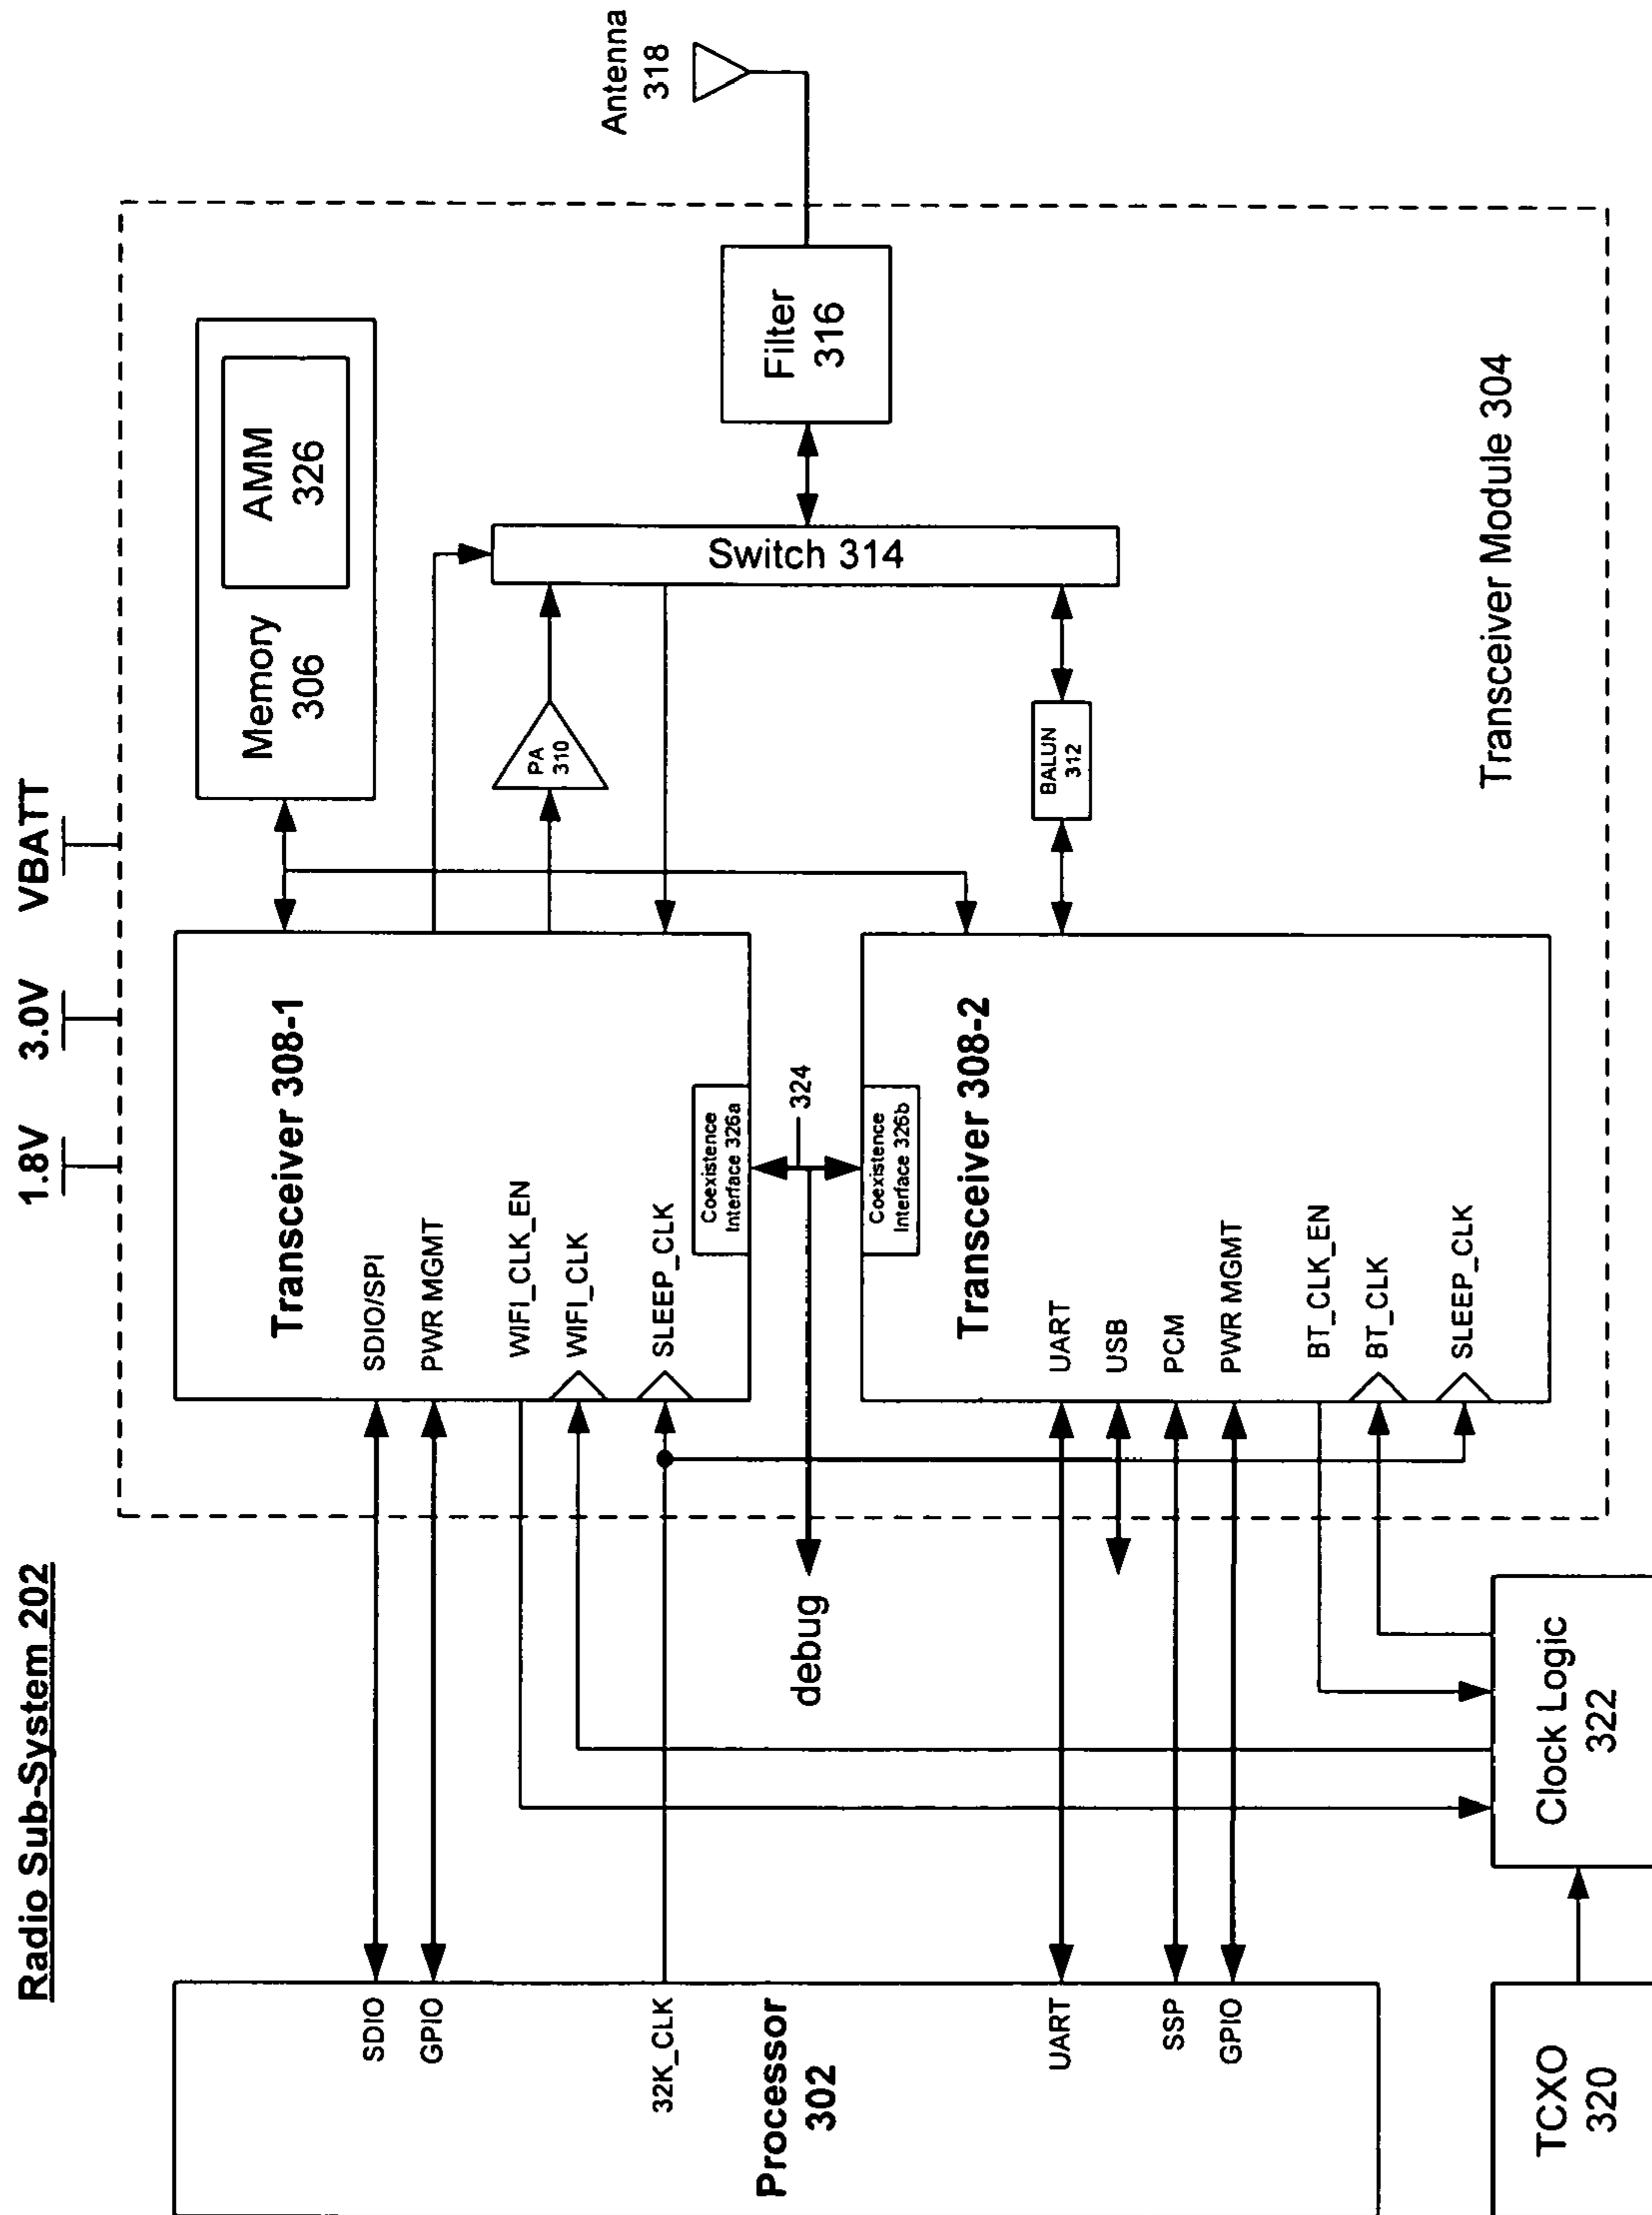 Radio Sub-System 202
1.8V
3.0V
VBATT
Processor
302
SDIO
GPIO
32K_CLK
UART
SSP
GPIO
TCXO
320
Clock Logic
322
debug
Transceiver 308-1
SDIO/SPI
PWR MGMT
WIFI_CLK_EN
WIFI_CLK
SLEEP_CLK
Coexistence
Interface 326a
324
Coexistence
Interface 326b
Transceiver 308-2
UART
USB
PCM
PWR MGMT
BT_CLK_EN
BT_CLK
SLEEP_CLK
Memory
306
AMM
326
PA
310
BALUN
312
Switch 314
Filter
316
Antenna
318
Transceiver Module 304